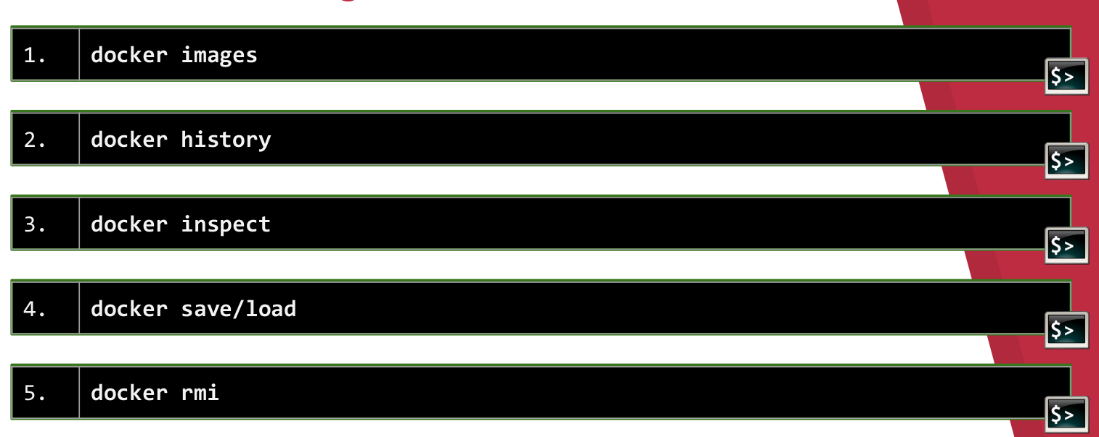 1. docker images
$>
2. docker history
$>
3. docker inspect
$>
4. docker save/load
$>
5. docker rmi
$>